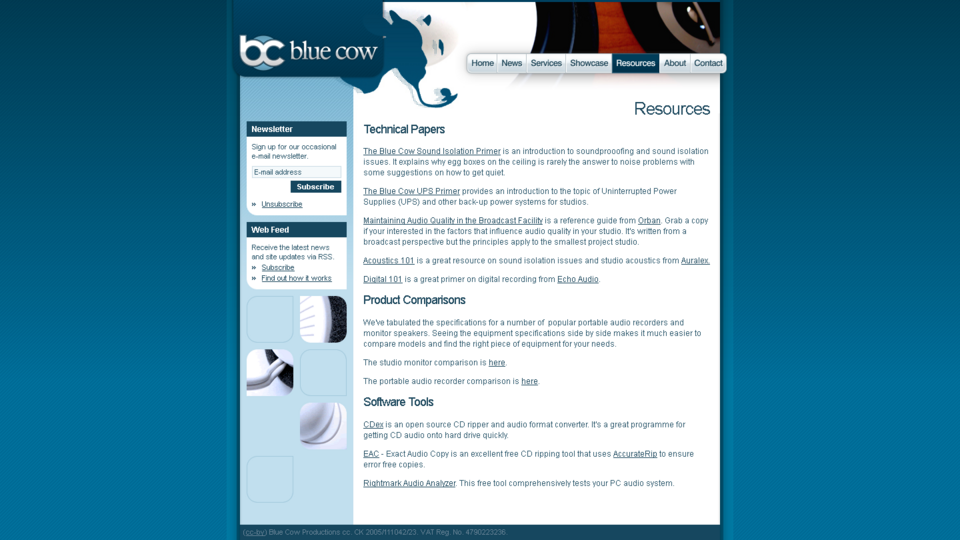 bc blue cow
Home News Services Showcase Resources About Contact
Resources
Newsletter
Sign up for our occasional
e-mail newsletter.
E-mail address
Subscribe
» Unsubscribe
Web Feed
Receive the latest news
and site updates via RSS.
» Subscribe
» Find out how it works
Technical Papers
The Blue Cow Sound Isolation Primer is an introduction to soundprooofing and sound isolation
issues. It explains why egg boxes on the ceiling is rarely the answer to noise problems with
some suggestions on how to get quiet.
The Blue Cow UPS Primer provides an introduction to the topic of Uninterrupted Power
Supplies (UPS) and other back-up power systems for studios.
Maintaining Audio Quality in the Broadcast Facility is a reference guide from Orban. Grab a copy
if your interested in the factors that influence audio quality in your studio. It's written from a
broadcast perspective but the principles apply to the smallest project studio.
Acoustics 101 is a great resource on sound isolation issues and studio acoustics from Auralex.
Digital 101 is a great primer on digital recording from Echo Audio.
Product Comparisons
We've tabulated the specifications for a number of popular portable audio recorders and
monitor speakers. Seeing the equipment specifications side by side makes it much easier to
compare models and find the right piece of equipment for your needs.
The studio monitor comparison is here.
The portable audio recorder comparison is here.
Software Tools
CDex is an open source CD ripper and audio format converter. It's a great programme for
getting CD audio onto hard drive quickly.
EAC - Exact Audio Copy is an excellent free CD ripping tool that uses AccurateRip to ensure
error free copies.
Rightmark Audio Analyzer. This free tool comprehensively tests your PC audio system.
(cc-by) Blue Cow Productions cc. CK 2005/111042/23. VAT Reg. No. 4790223236.